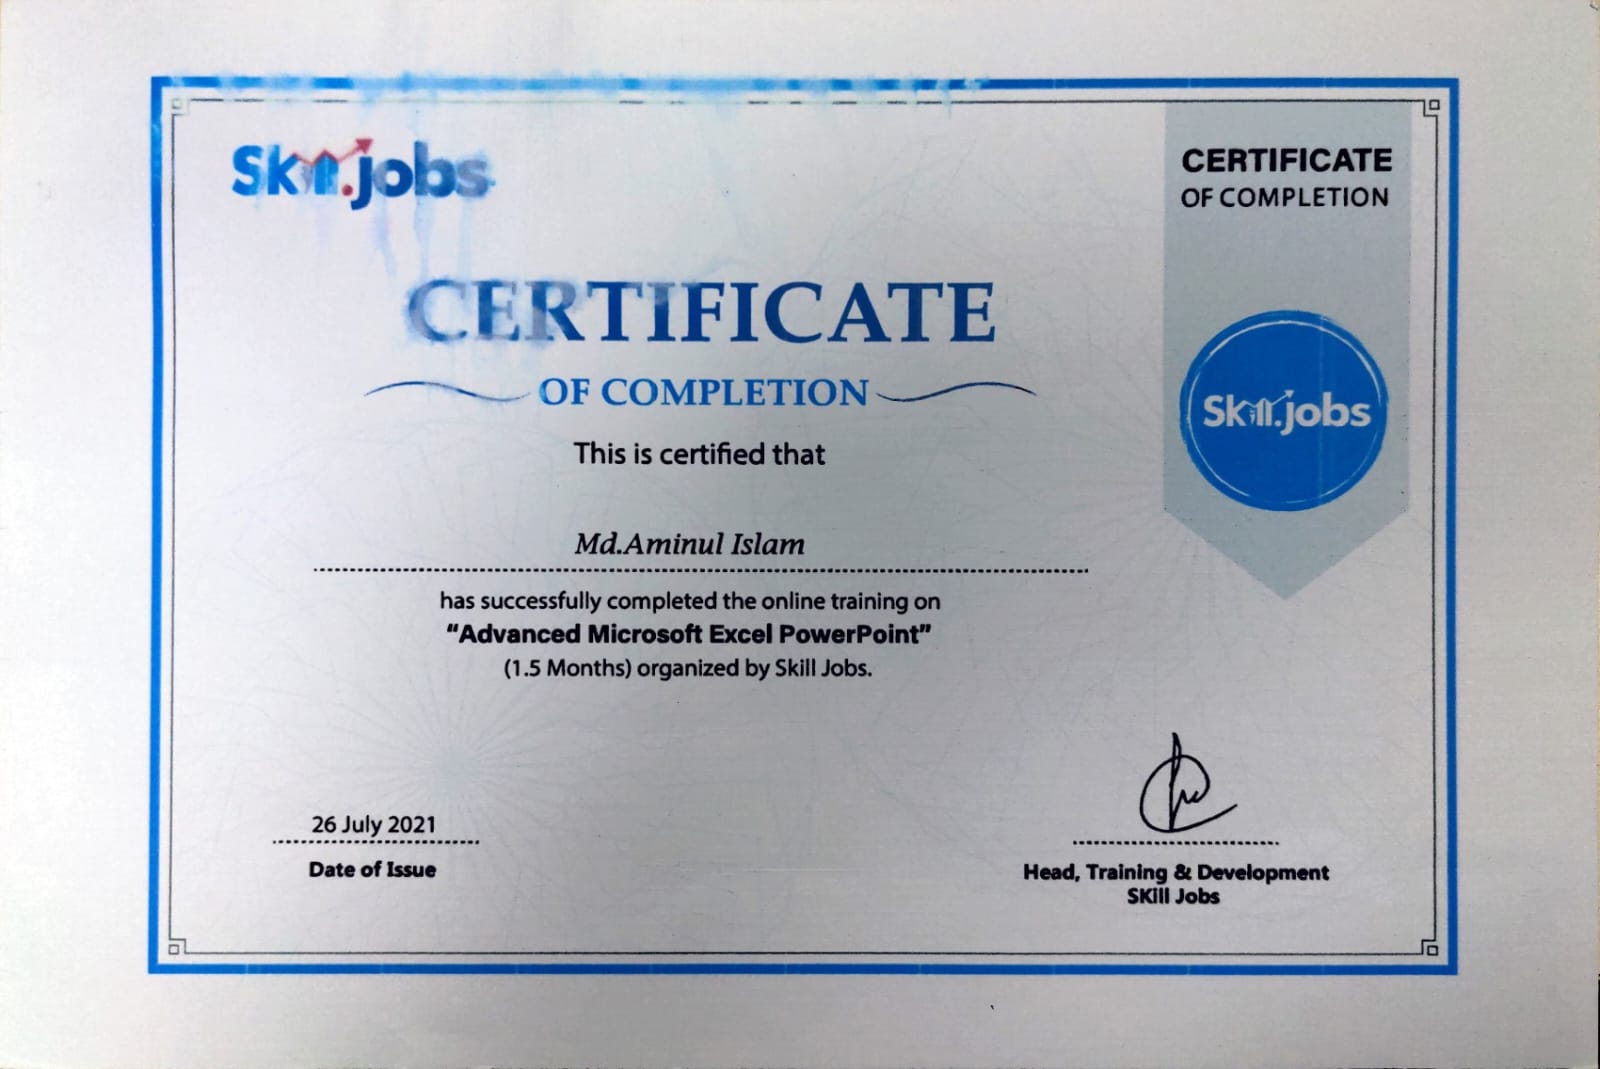 Skill.jobs
CERTIFICATE
OF COMPLETION
CERTIFICATE
OF COMPLETION
Skill.jobs
This is certified that
Md.Aminul Islam
has successfully completed the online training on
“Advanced Microsoft Excel PowerPoint”
(1.5 Months) organized by Skill Jobs.
26 July 2021
Date of Issue
Head, Training & Development
SKill Jobs